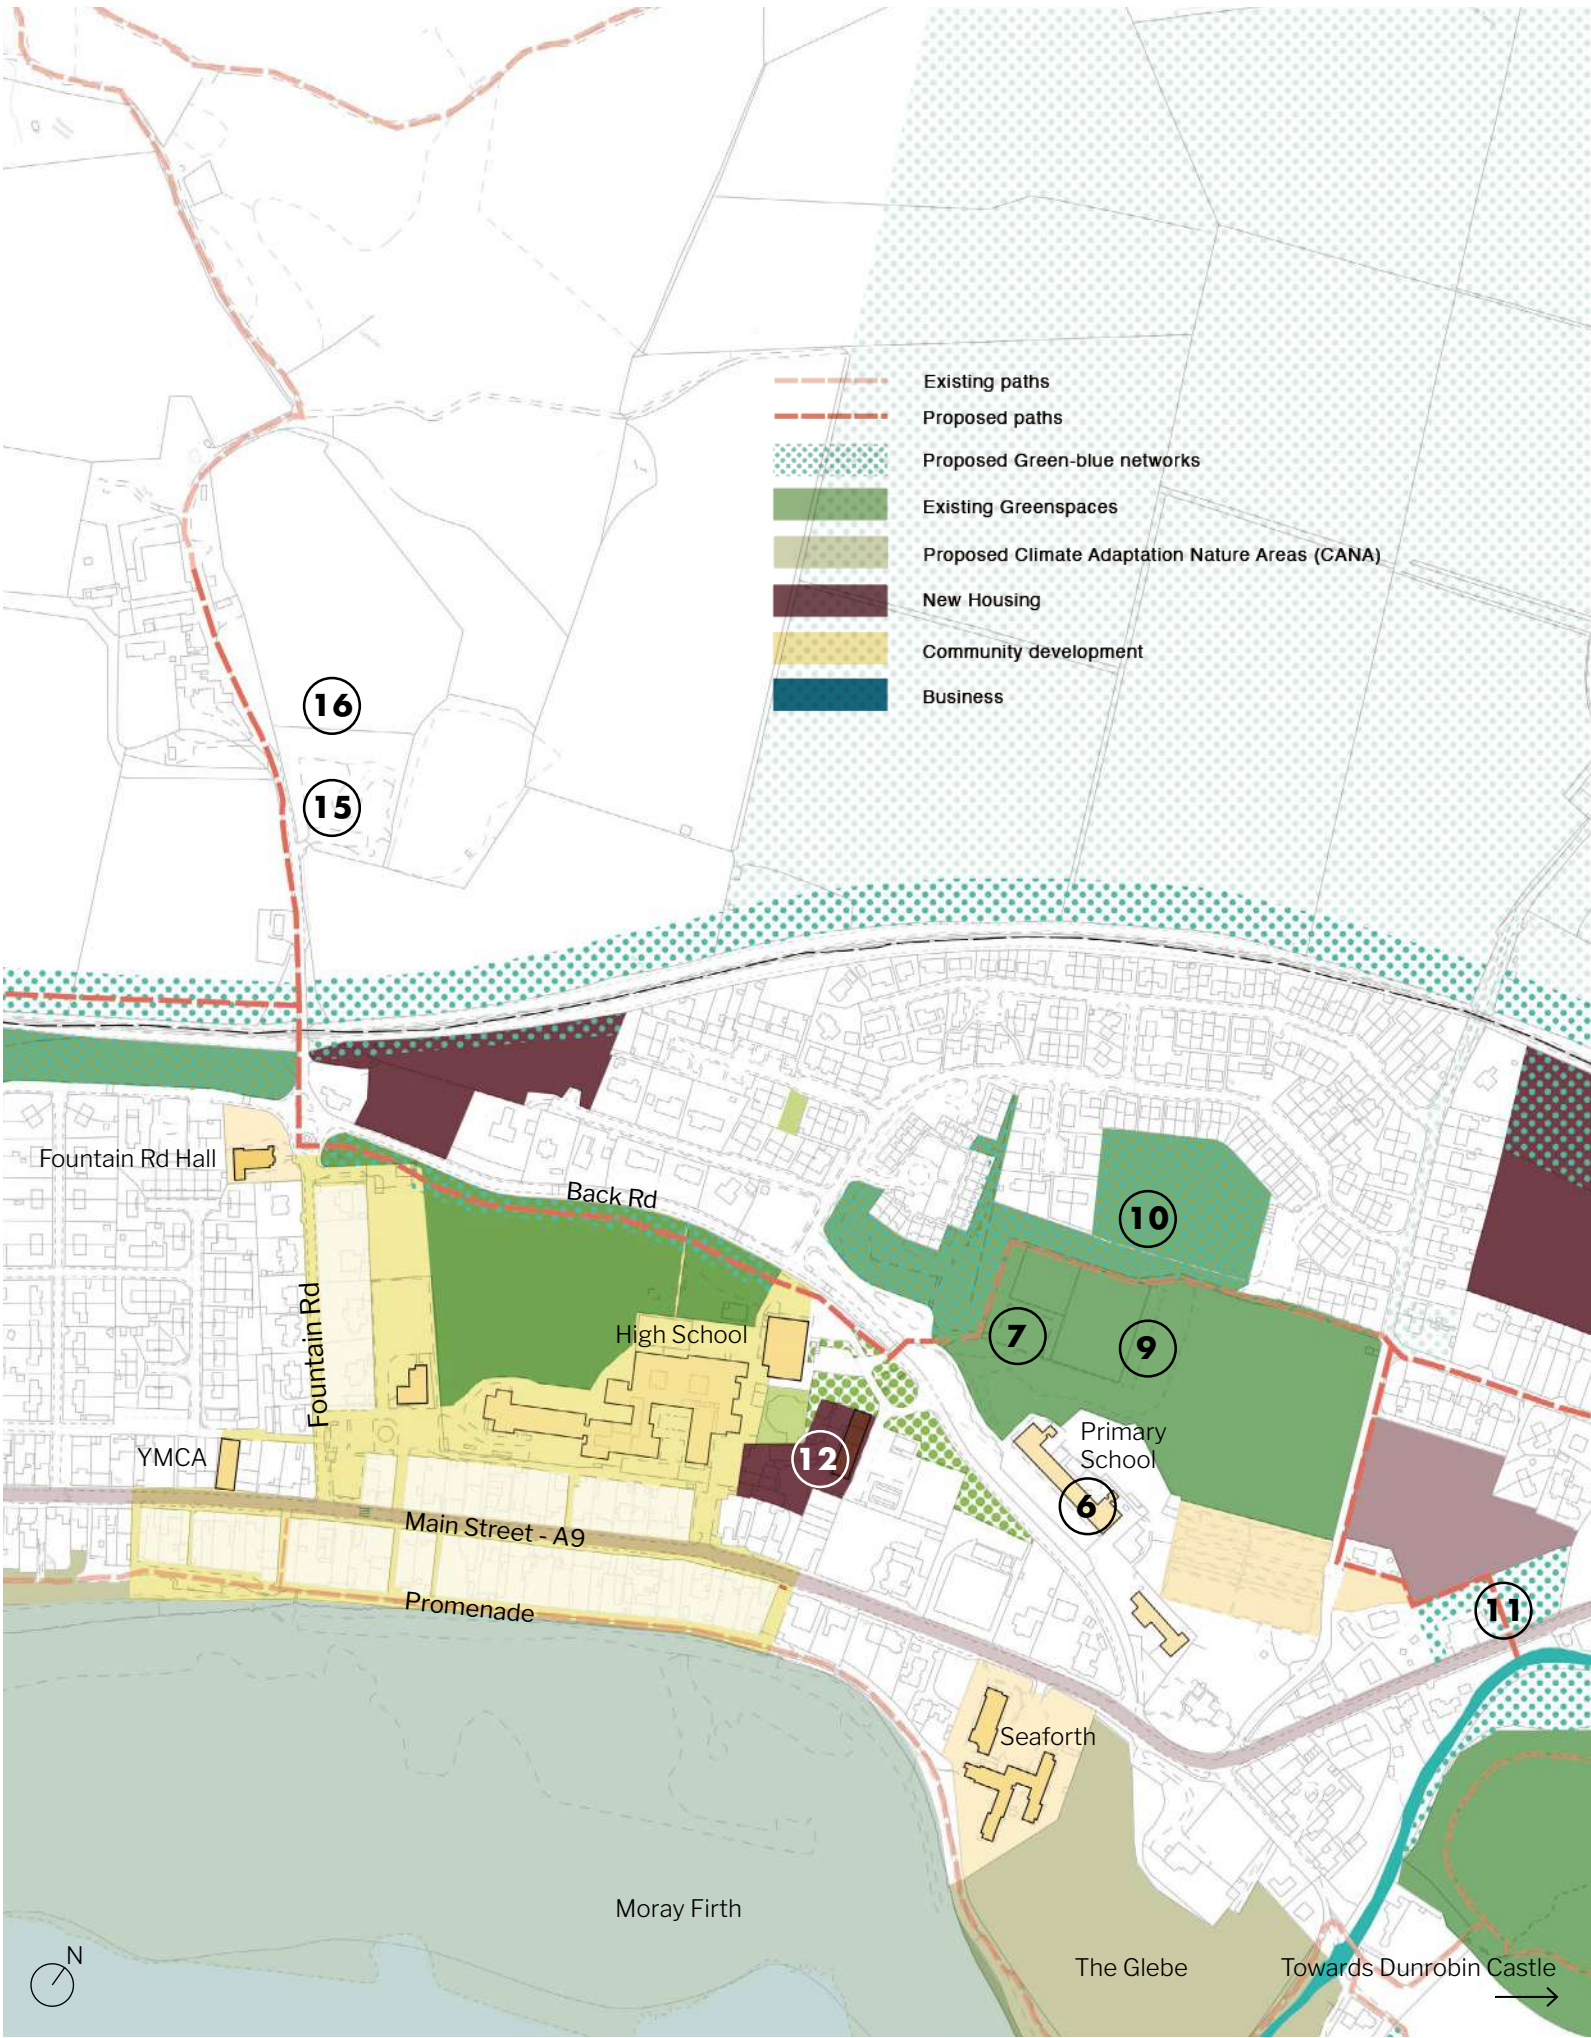 Existing paths
Proposed paths
Proposed Green-blue networks
Existing Greenspaces
Proposed Climate Adaptation Nature Areas (CANA)
New Housing
Community development
Business
16
15
Fountain Rd Hall
Back Rd
10
Fountain Rd
High School
7
9
YMCA
12
Primary
School
6
Main Street - A9
Promenade
11
Seaforth
Moray Firth
N
The Glebe
Towards Dunrobin Castle